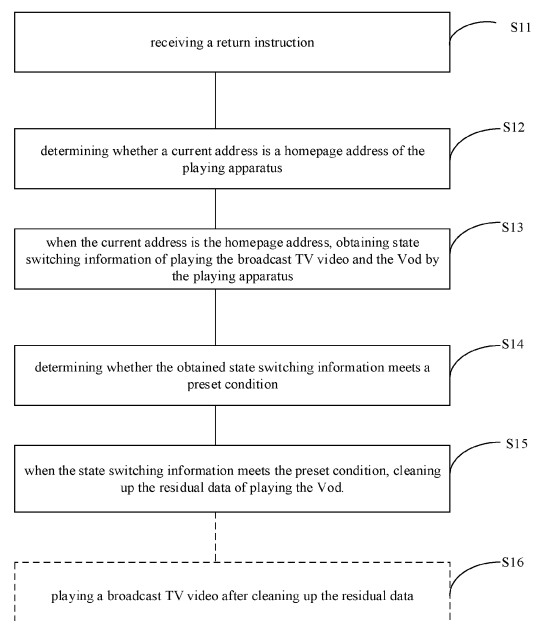 receiving a return instruction
S11
determining whether a current address is a homepage address of the
playing apparatus
S12
when the current address is the homepage address, obtaining state
switching information of playing the broadcast TV video and the Vod by
the playing apparatus
S13
determining whether the obtained state switching information meets a
preset condition
S14
when the state switching information meets the preset condition, cleaning
up the residual data of playing the Vod.
S15
playing a broadcast TV video after cleaning up the residual data
S16